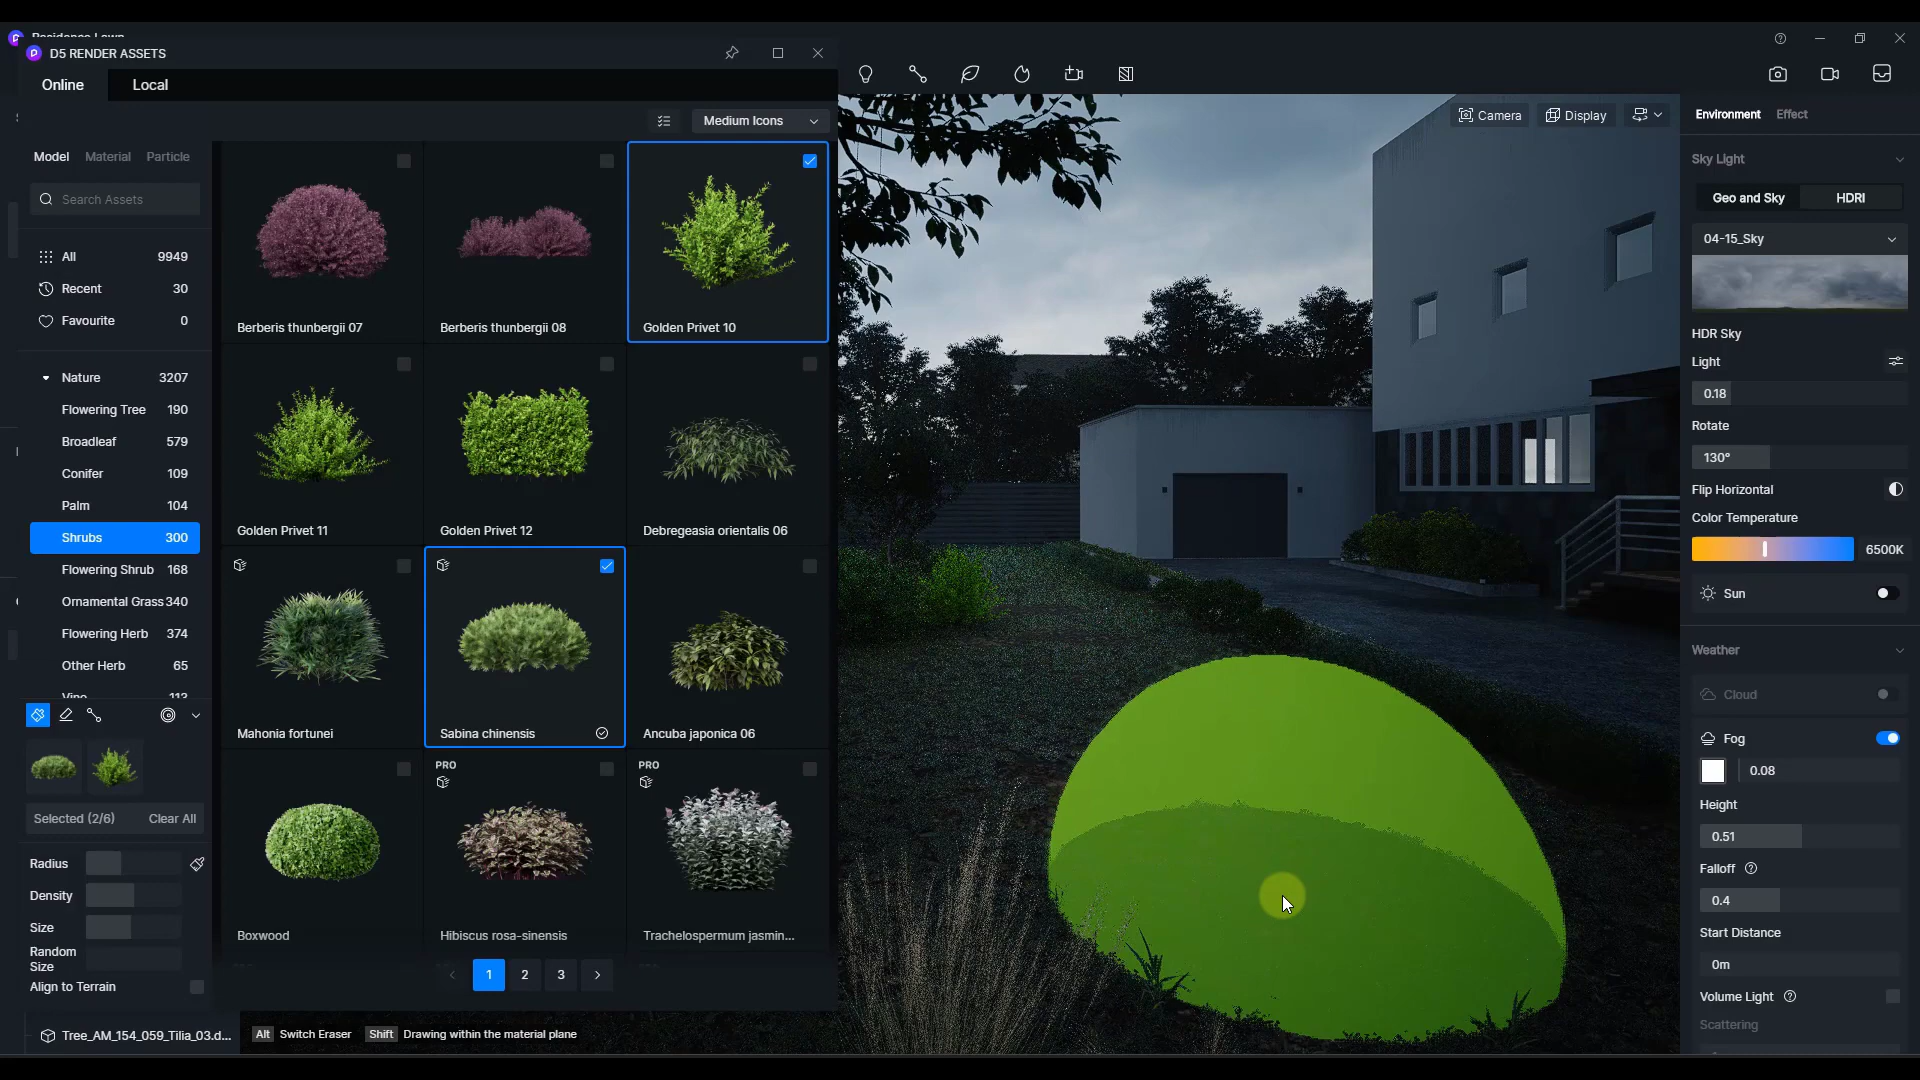 D5 RENDER ASSETS
Online
Local
Medium Icons
Model
Material
Particle
Search Assets
All 9949
Recent 30
Favourite 0
Nature 3207
Flowering Tree 190
Broadleaf 579
Conifer 109
Palm 104
Shrubs 300
Flowering Shrub 168
Ornamental Grass 340
Flowering Herb 374
Other Herb 65
Selected (2/6)
Clear All
Radius
Density
Size
Random
Size
Align to Terrain
Tree_AM_154_059_Tilia_03.d...
Berberis thunbergii 07
Berberis thunbergii 08
Golden Privet 10
Golden Privet 11
Golden Privet 12
Debregeasia orientalis 06
Mahonia fortunei
Sabina chinensis
Ancuba japonica 06
PRO
PRO
Boxwood
Hibiscus rosa-sinensis
Trachelospermum jasmin...
1
2
3
Alt Switch Eraser Shift Drawing within the material plane
Camera
Display
Environment
Effect
Sky Light
Geo and Sky
HDRI
04-15_Sky
HDR Sky
Light
0.18
Rotate
130°
Flip Horizontal
Color Temperature
6500K
Sun
Weather
Cloud
Fog
0.08
Height
0.51
Falloff
0.4
Start Distance
0m
Volume Light
Scattering